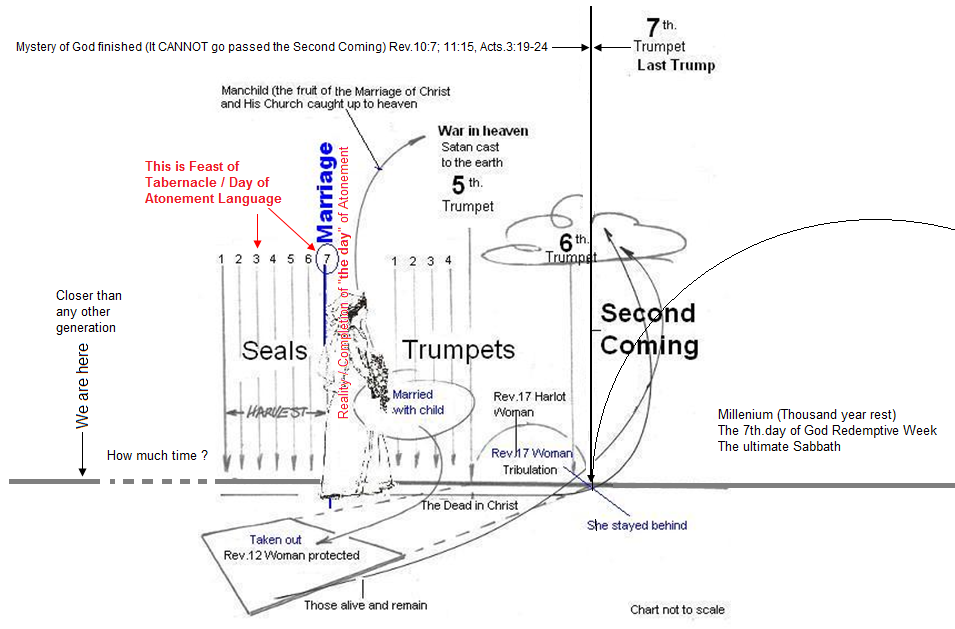 7th.
Trumpet
Last Trump
Mystery of God finished (It CANNOT go passed the Second Coming) Rev.10:7; 11:15, Acts.3:19-24
Manchild (the fruit of the Marriage of Christ
and His Church caught up to heaven
War in heaven
Satan cast
to the earth
5th.
Trumpet
This is Feast of
Tabernacle / Day of
Atonement Language
Marriage
Reality / Completion of "the day" of Atonement
6th.
Trumpet
1 2 3 4 5 6 7
1 2 3 4
Closer than
any other
generation
We are here
How much time ?
Seals
HARVEST
Trumpets
Married
with child
Second
Coming
Rev.17 Harlot
Woman
Rev.17 Woman
Tribulation
Millenium (Thousand year rest)
The 7th.day of God Redemptive Week
The ultimate Sabbath
The Dead in Christ
She stayed behind
Taken out
Rev.12 Woman protected
Those alive and remain
Chart not to scale